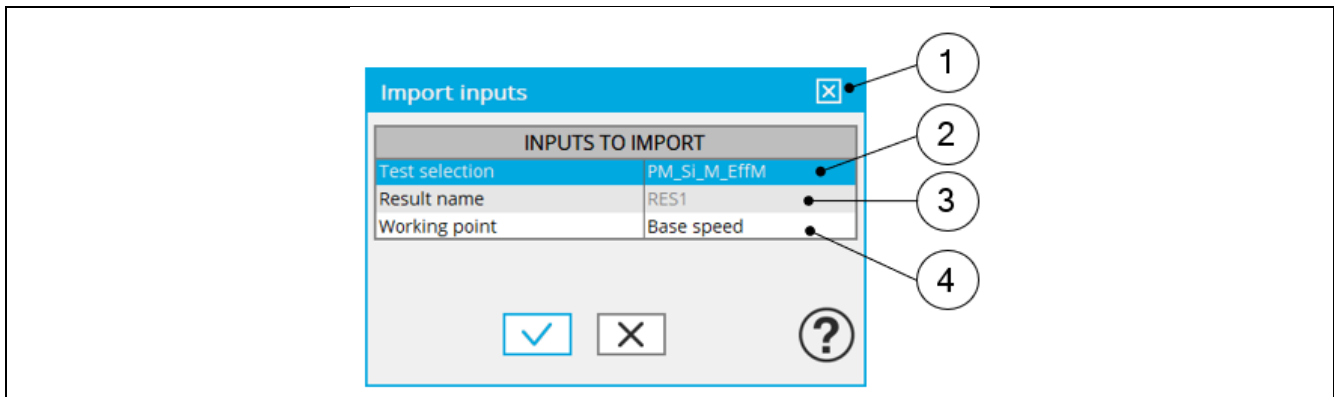 Import inputs
1
INPUTS TO IMPORT
2
Test selection PM_Si_M_EffM
Result name RES1
3
Working point Base speed
4
?